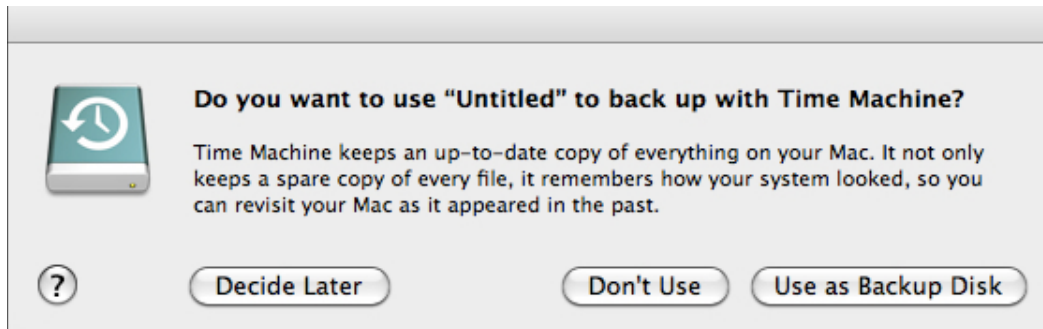 Do you want to use “Untitled” to back up with Time Machine?
Time Machine keeps an up-to-date copy of everything on your Mac. It not only
keeps a spare copy of every file, it remembers how your system looked, so you
can revisit your Mac as it appeared in the past.
? Decide Later Don't Use Use as Backup Disk